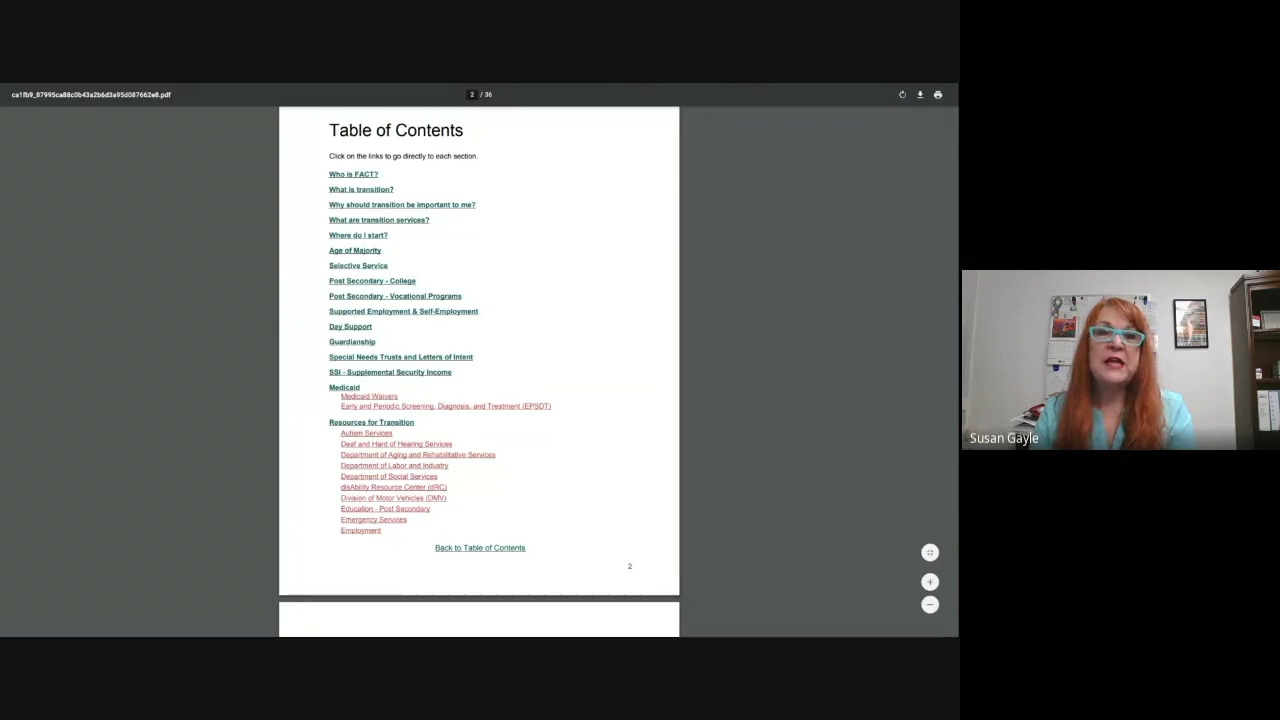 ca1fb9_87995ca88c0b43a2b6d3a95d087662e8.pdf
2 / 36
Table of Contents
Click on the links to go directly to each section.
Who is FACT?
What is transition?
Why should transition be important to me?
What are transition services?
Where do I start?
Age of Majority
Selective Service
Post Secondary - College
Post Secondary - Vocational Programs
Supported Employment & Self-Employment
Day Support
Guardianship
Special Needs Trusts and Letters of Intent
SSI - Supplemental Security Income
Medicaid
Medicaid Waivers
Early and Periodic Screening, Diagnosis, and Treatment (EPSDT)
Resources for Transition
Autism Services
Deaf and Hard of Hearing Services
Department of Aging and Rehabilitative Services
Department of Labor and Industry
Department of Social Services
disAbility Resource Center (dRC)
Division of Motor Vehicles (DMV)
Education - Post Secondary
Emergency Services
Employment
Back to Table of Contents
2
Susan Gayle